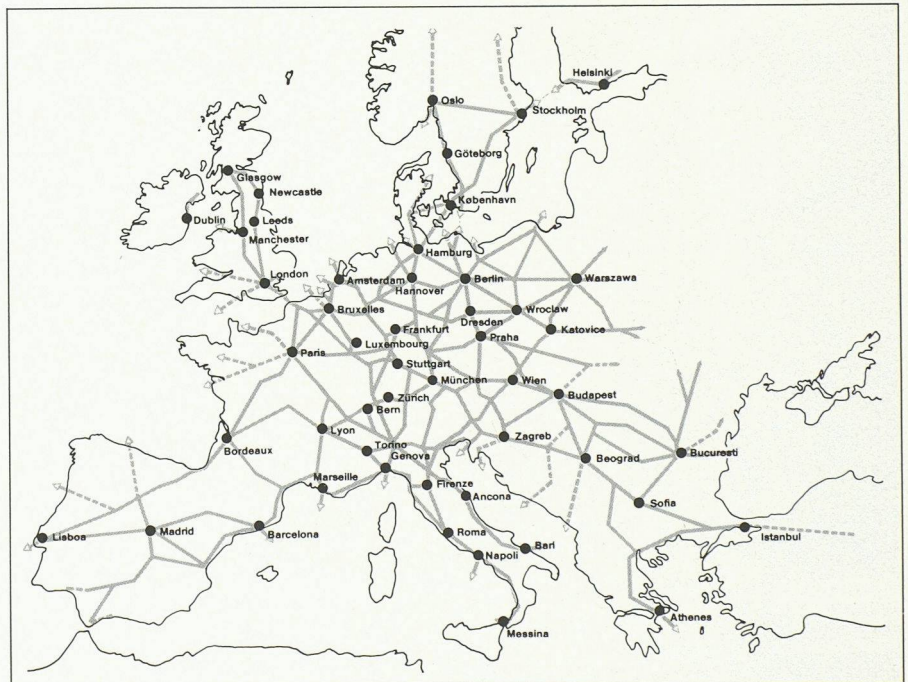 Helsinki
Oslo
Stockholm
Göteborg
Glasgow
Newcastle
København
Dublin
Leeds
Manchester
Hamburg
London
Amsterdam
Hannover
Berlin
Warszawa
Bruxelles
Dresden
Wroclaw
Frankfurt
Praha
Katovice
Luxembourg
Paris
Stuttgart
München
Wien
Budapest
Zürich
Bern
Lyon
Zagreb
Bordeaux
Torino
Genova
Beograd
Bucuresti
Marseille
Firenze
Ancona
Sofia
Lisboa
Madrid
Barcelona
Roma
Bari
Istanbul
Napoli
Athenes
Messina